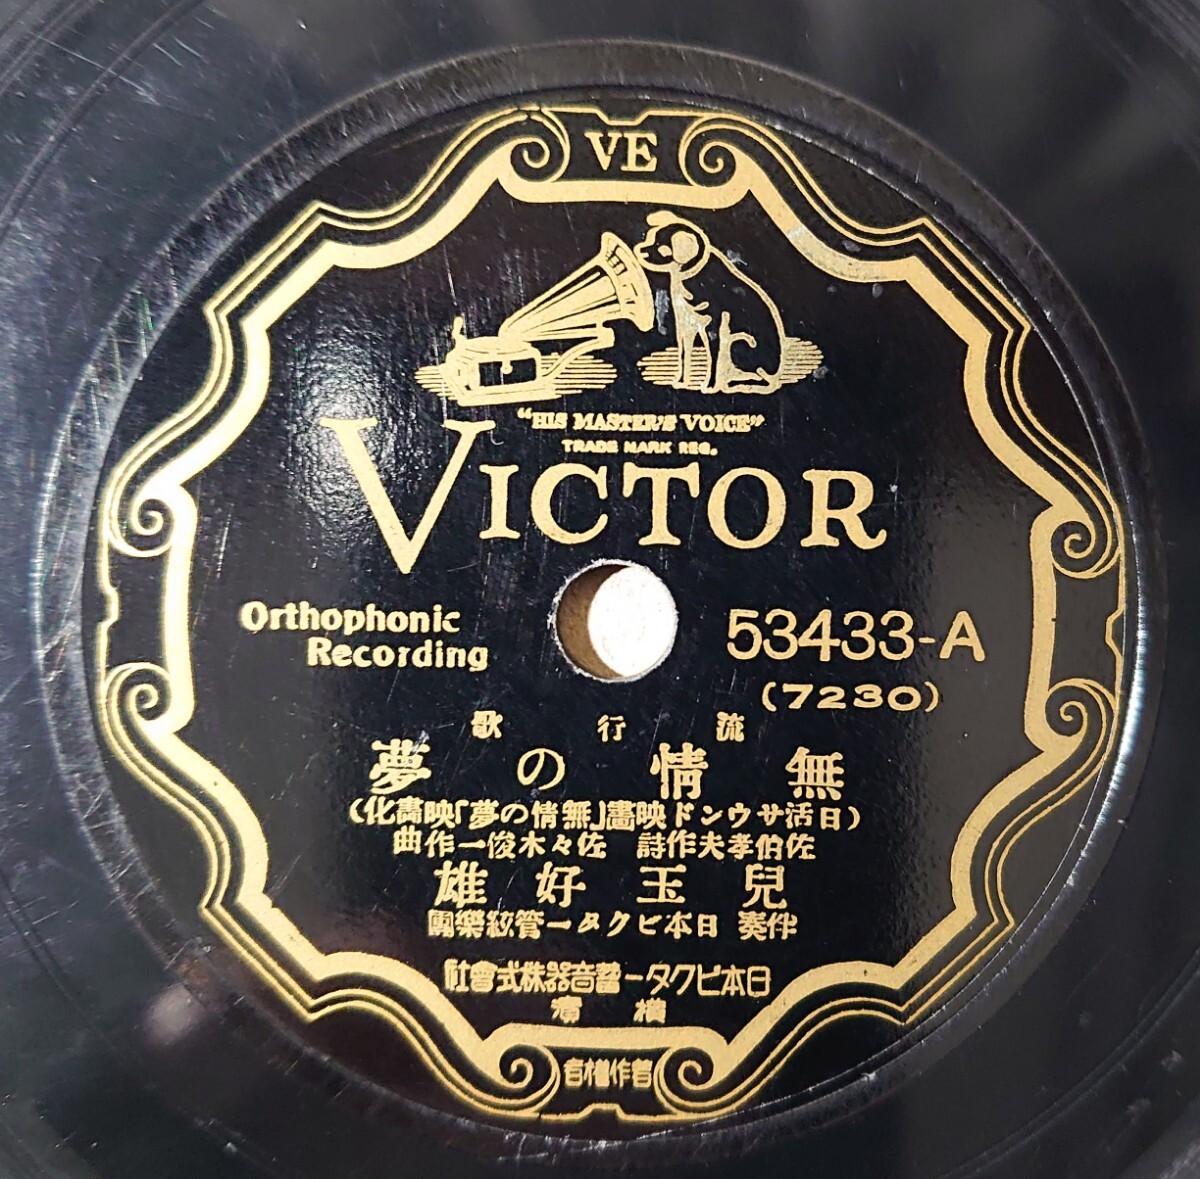 VE
"HIS MASTER'S VOICE"
TRADE MARK REG.
VICTOR
Orthophonic
Recording
53433-A
(7230)
流行歌
無情の夢
(日活サウンド映畫「無情の夢」映畫化)
佐伯孝夫作詩 佐々木俊一作曲
兒玉好雄
伴奏 日本ビクター管絃樂團
日本ビクター蓄音器株式會社
橫濱
著作權有